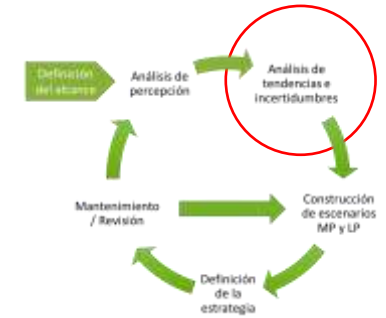 Definición
del alcance
Análisis de
percepción
Análisis de
tendencias e
incertidumbres
Mantenimiento
/ Revisión
Construcción
de escenarios
MP y LP
Definición
de la
estrategia